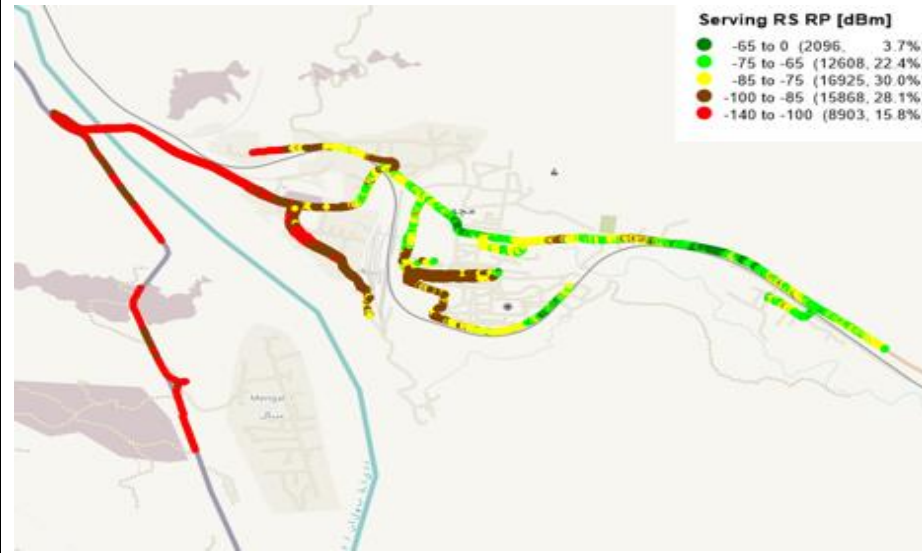 Serving RS RP [dBm]
-65 to 0 (2096, 3.7%
-75 to -65 (12608, 22.4%
-85 to -75 (16925, 30.0%
-100 to -85 (15868, 28.1%
-140 to -100 (8903, 15.8%
Mengal